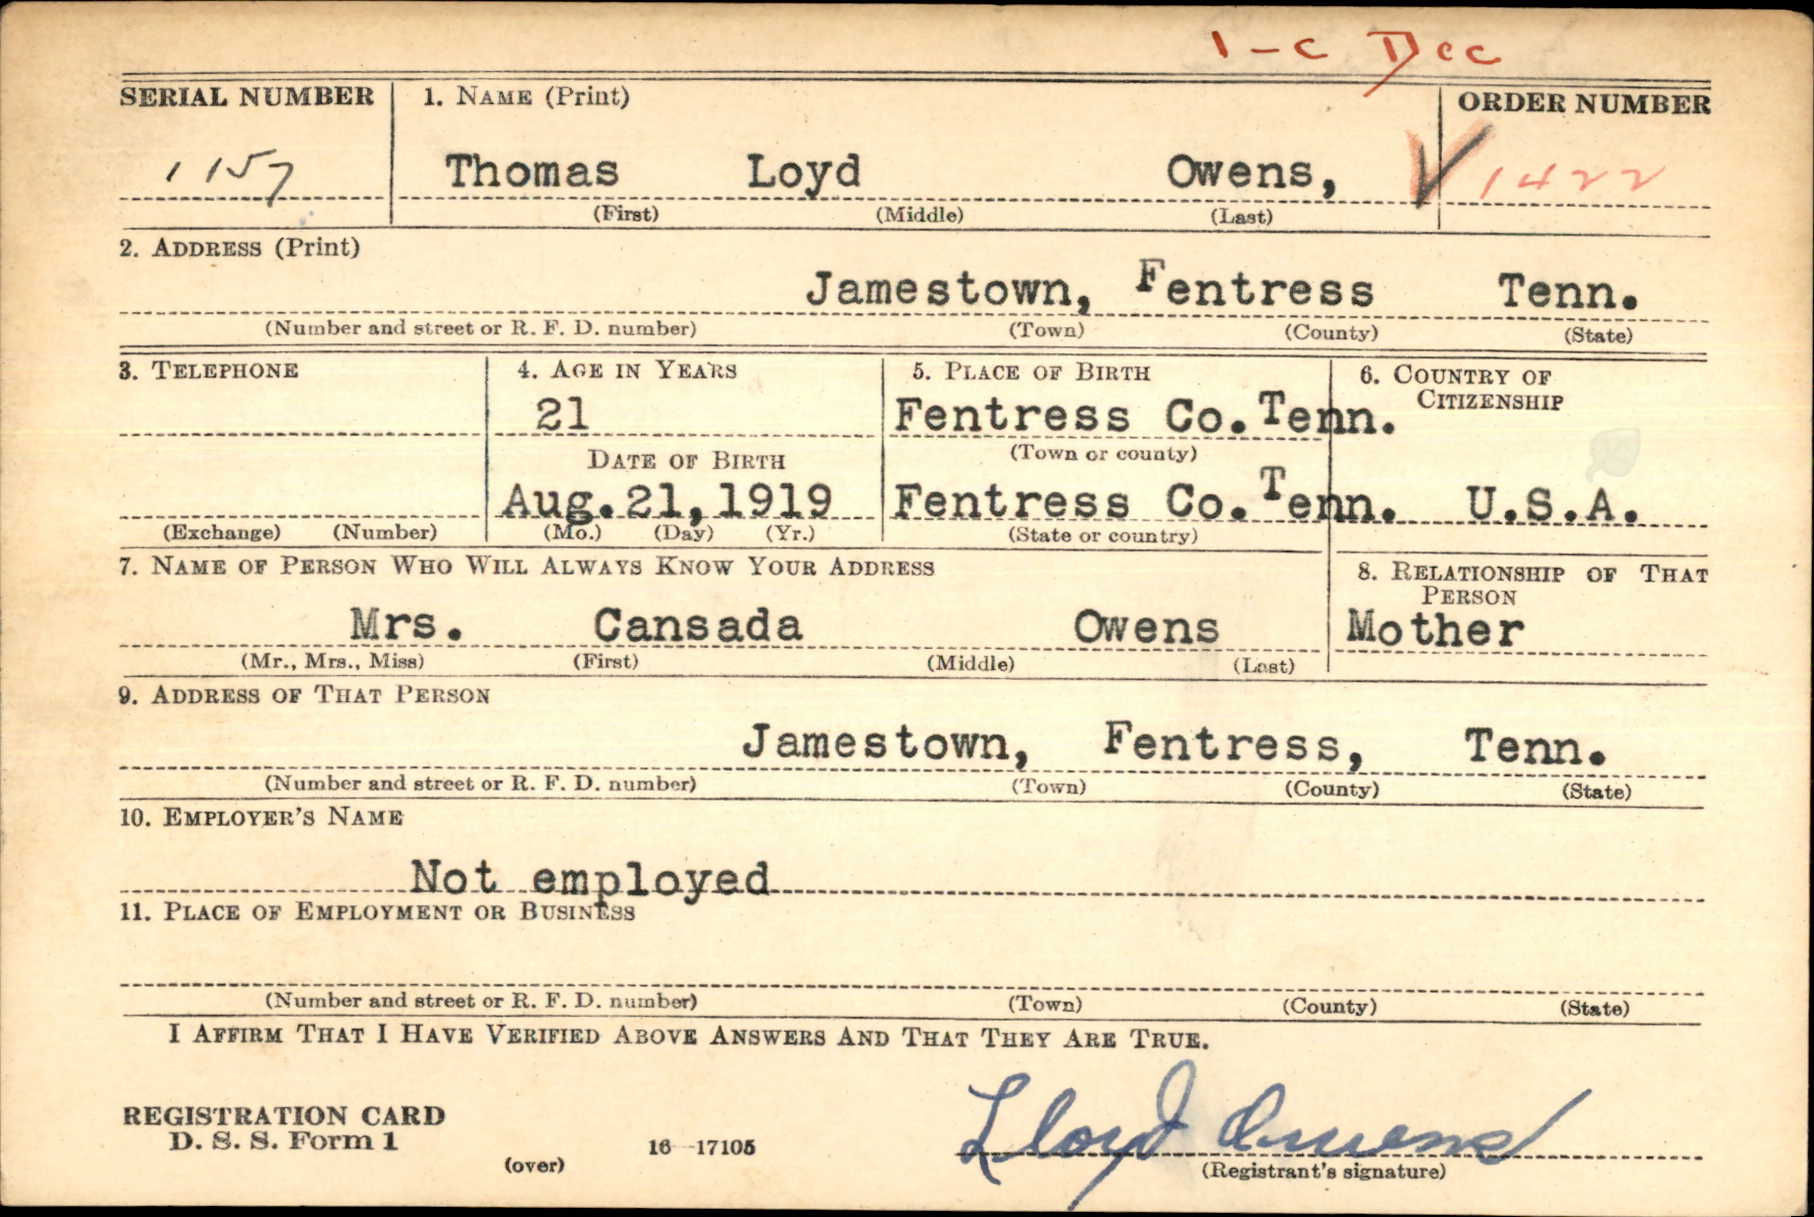 1-C Dec
SERIAL NUMBER 1. NAME (Print) ORDER NUMBER
1157 Thomas Loyd Owens, 1422
(First) (Middle) (Last)
2. ADDRESS (Print)
Jamestown, Fentress Tenn.
(Number and street or R. F. D. number) (Town) (County) (State)
3. TELEPHONE 4. AGE IN YEARS 5. PLACE OF BIRTH 6. COUNTRY OF
CITIZENSHIP
21 Fentress Co. Tenn.
DATE OF BIRTH (Town or county)
Aug. 21, 1919 Fentress Co. Tenn. U.S.A.
(Exchange) (Number) (Mo.) (Day) (Yr.) (State or country)
7. NAME OF PERSON WHO WILL ALWAYS KNOW YOUR ADDRESS 8. RELATIONSHIP OF THAT
PERSON
Mrs. Cansada Owens Mother
(Mr., Mrs., Miss) (First) (Middle) (Last)
9. ADDRESS OF THAT PERSON
Jamestown, Fentress, Tenn.
(Number and street or R. F. D. number) (Town) (County) (State)
10. EMPLOYER'S NAME
Not employed
11. PLACE OF EMPLOYMENT OR BUSINESS
(Number and street or R. F. D. number) (Town) (County) (State)
I AFFIRM THAT I HAVE VERIFIED ABOVE ANSWERS AND THAT THEY ARE TRUE.
REGISTRATION CARD
D. S. S. Form 1 16—17105 Lloyd Owens
(over) (Registrant's signature)